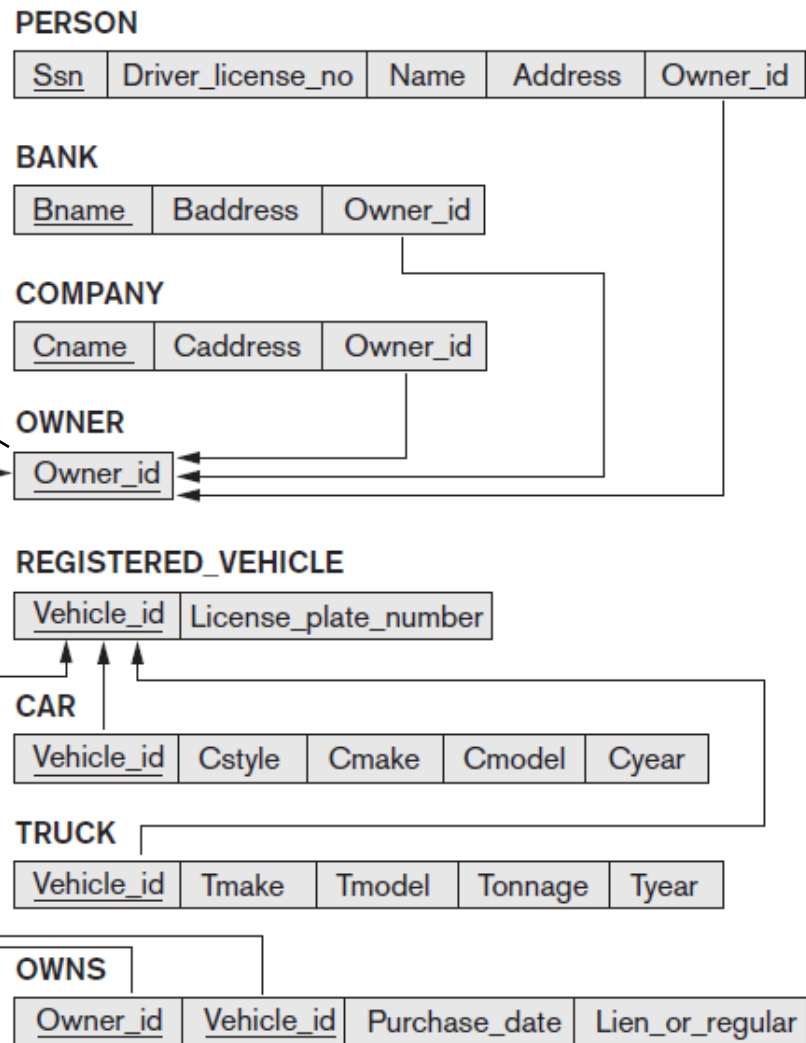 PERSON
Ssn Driver_license_no Name Address Owner_id
BANK
Bname Baddress Owner_id
COMPANY
Cname Caddress Owner_id
OWNER
Owner_id
REGISTERED_VEHICLE
Vehicle_id License_plate_number
CAR
Vehicle_id Cstyle Cmake Cmodel Cyear
TRUCK
Vehicle_id Tmake Tmodel Tonnage Tyear
OWNS
Owner_id Vehicle_id Purchase_date Lien_or_regular